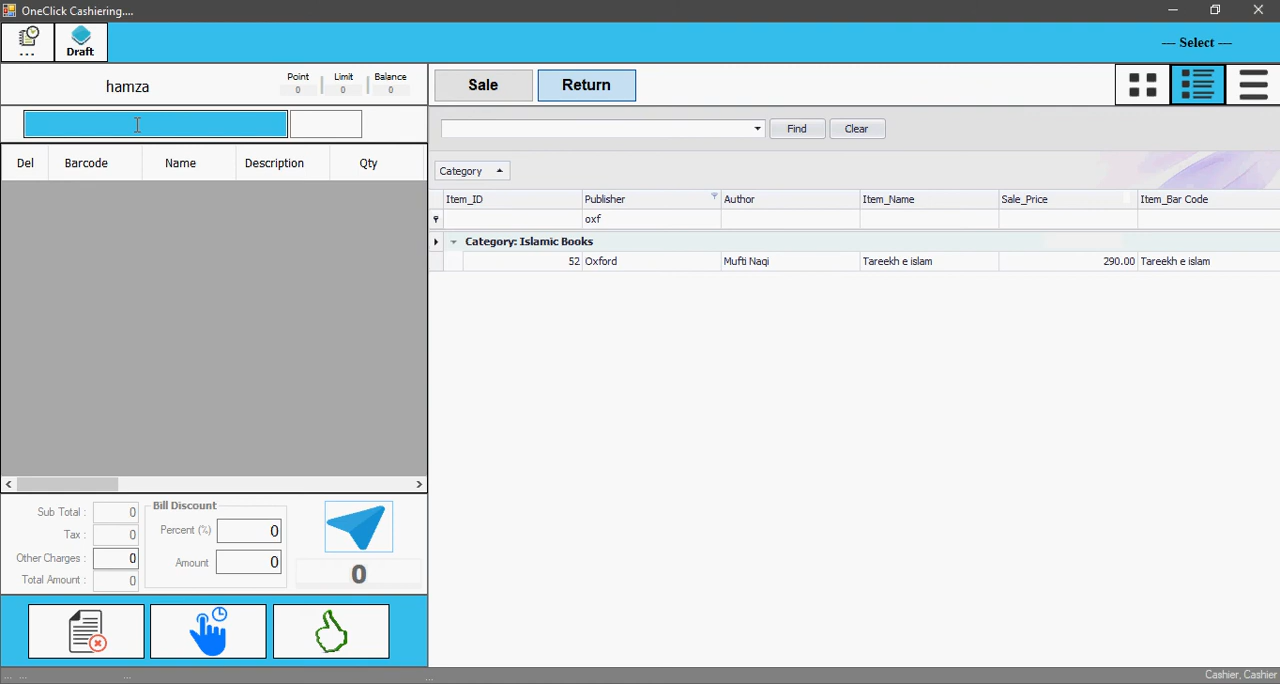 OneClick Cashiering....
...
Draft
--- Select ---
hamza
Point Limit Balance
0 0 0
Sale Return
Find Clear
Del Barcode Name Description Qty
Category
Item_ID Publisher Author Item_Name Sale_Price Item_Bar Code
oxf
Category: Islamic Books
52 Oxford Mufti Naqi Tareekh e islam 290.00 Tareekh e islam
Sub Total : 0
Tax : 0
Other Charges : 0
Total Amount : 0
Bill Discount
Percent (%) 0
Amount 0
0
... ... ... ... Cashier, Cashier